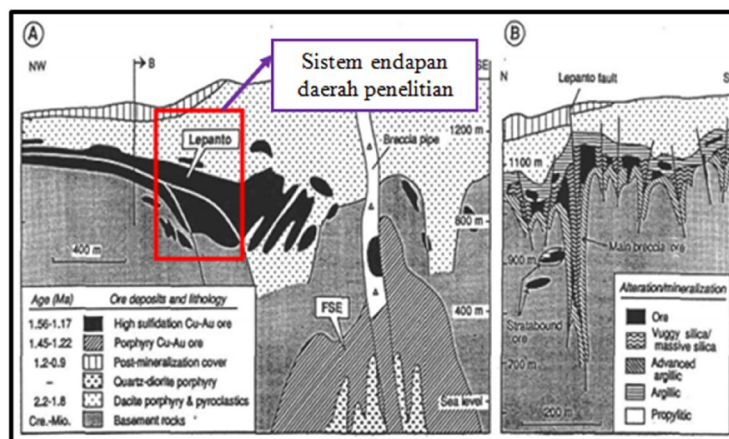 A
NW
B
Sistem endapan
daerah penelitian
SE
Lepanto
1200 m
Breccia pipe
800 m
400 m
400 m
FSE
Sea level
Age (Ma) Ore deposits and lithology
1.56-1.17 High sulfidation Cu-Au ore
1.45-1.22 Porphyry Cu-Au ore
1.2-0.9 Post-mineralization cover
– Quartz-diorite porphyry
2.2-1.8 Dacite porphyry & pyroclastics
Cre.-Mio. Basement rocks
B
N
Lepanto fault
S
1100 m
Main breccia ore
900 m
Stratabound
ore
700 m
200 m
Alteration/mineralization
Ore
Vuggy silica/
massive silica
Advanced
argillic
Argillic
Propylitic